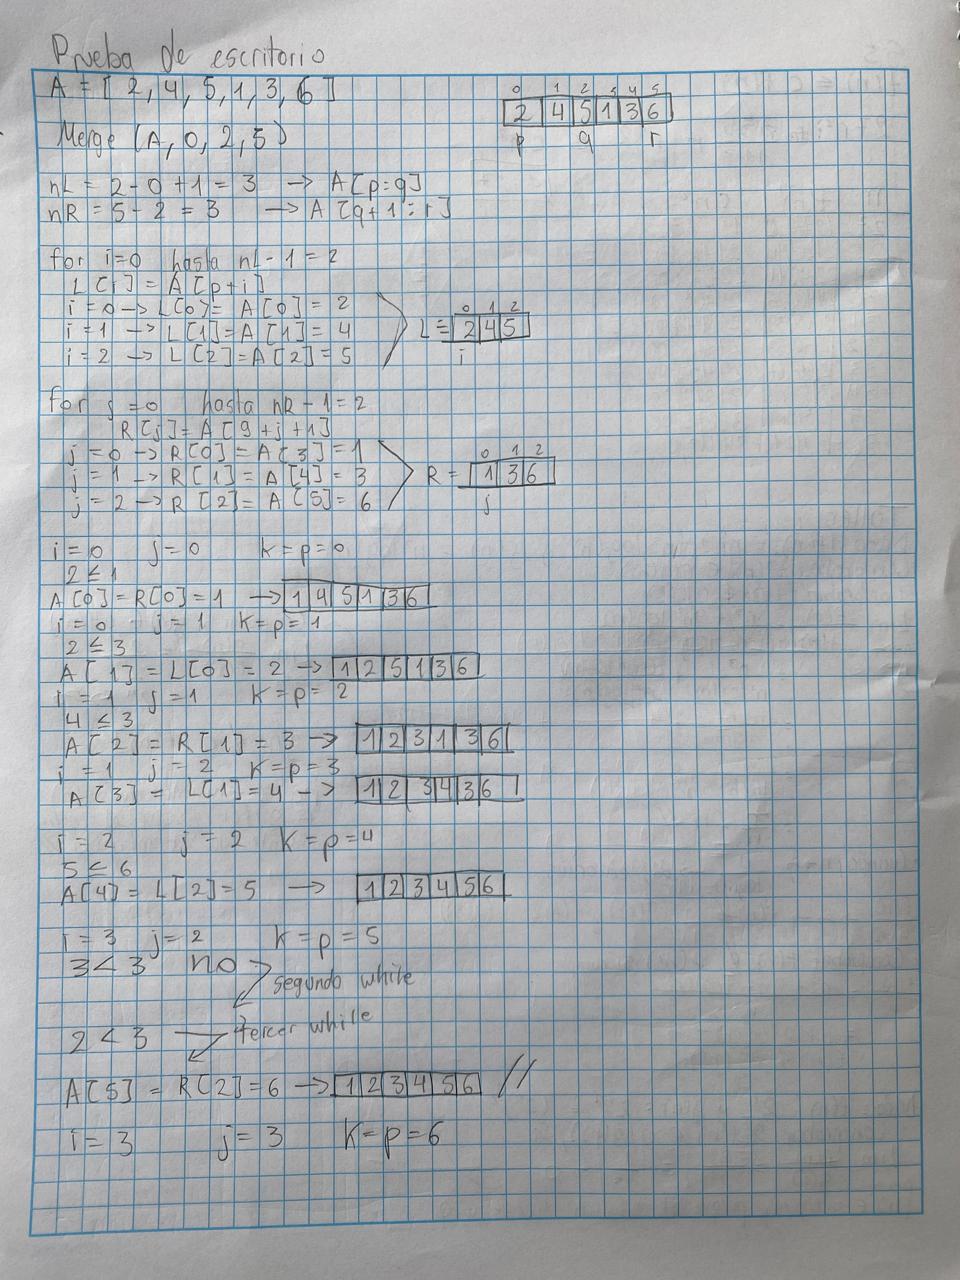 Prueba de escritorio
A = [ 2, 4, 5, 1, 3, 6 ]
0 1 2 3 4 5
2 4 5 1 3 6
p q r
Merge (A, 0, 2, 5)
nL = 2 - 0 + 1 = 3 → A[p:q]
nR = 5 - 2 = 3 → A[q+1:r]
for i=0 hasta nL-1 = 2
L[i] = A[p+i]
i = 0 → L[0] = A[0] = 2
i = 1 → L[1] = A[1] = 4
i = 2 → L[2] = A[2] = 5
0 1 2
L = 2 4 5
i
for j=0 hasta nR-1 = 2
R[j] = A[q+j+1]
j = 0 → R[0] = A[3] = 1
j = 1 → R[1] = A[4] = 3
j = 2 → R[2] = A[5] = 6
0 1 2
R = 1 3 6
j
i = 0 j = 0 k = p = 0
2 ≤ 1
A[0] = R[0] = 1 → 1 4 5 1 3 6
i = 0 j = 1 k = p = 1
2 ≤ 3
A[1] = L[0] = 2 → 1 2 5 1 3 6
i = 1 j = 1 k = p = 2
4 ≤ 3
A[2] = R[1] = 3 → 1 2 3 1 3 6
i = 1 j = 2 k = p = 3
A[3] = L[1] = 4 → 1 2 3 4 3 6
i = 2 j = 2 k = p = 4
5 ≤ 6
A[4] = L[2] = 5 → 1 2 3 4 5 6
i = 3 j = 2 k = p = 5
3 < 3 no
segundo while
2 < 3 tercer while
A[5] = R[2] = 6 → 1 2 3 4 5 6 //
i = 3 j = 3 k = p = 6